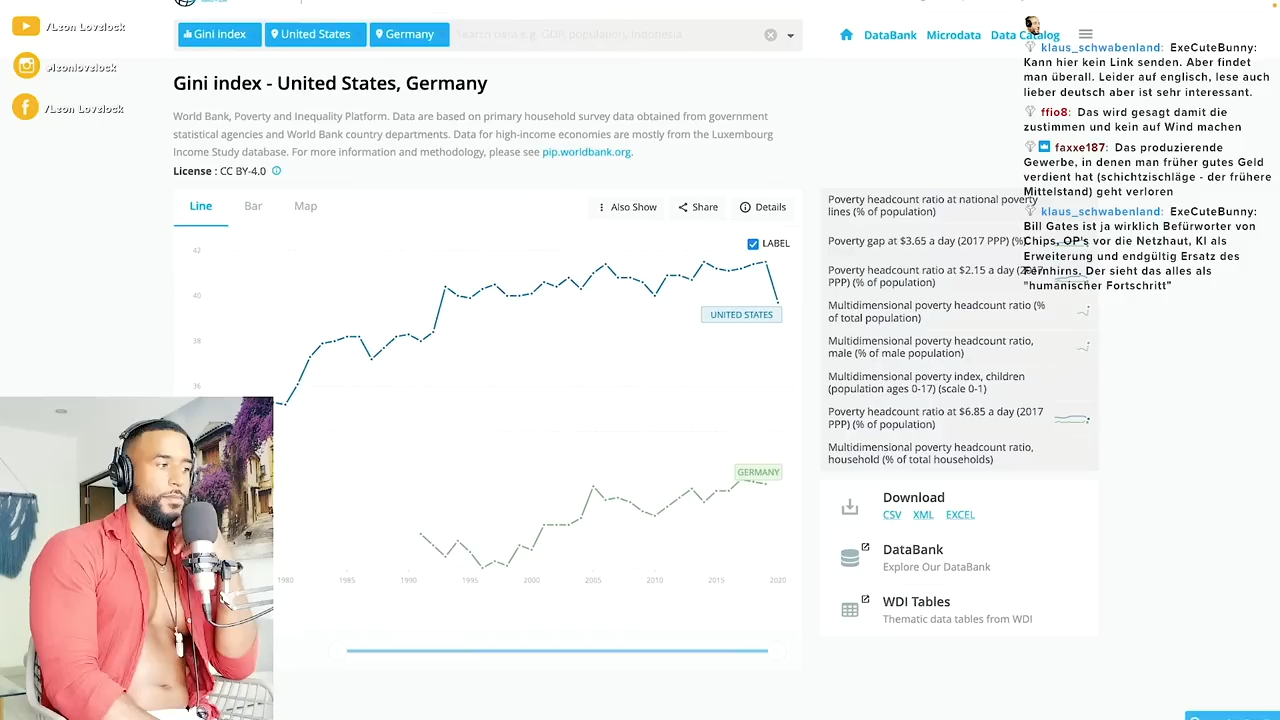 /Leon Lovelock
#leonlovelock
/Leon Lovelock
Gini index
United States
Germany
Search data e.g. GDP, population, Indonesia
DataBank
Microdata
Data Catalog
Gini index - United States, Germany
World Bank, Poverty and Inequality Platform. Data are based on primary household survey data obtained from government
statistical agencies and World Bank country departments. Data for high-income economies are mostly from the Luxembourg
Income Study database. For more information and methodology, please see pip.worldbank.org.
License : CC BY-4.0
Line
Bar
Map
Also Show
Share
Details
LABEL
42
40
38
36
UNITED STATES
GERMANY
1980
1985
1990
1995
2000
2005
2010
2015
2020
Poverty headcount ratio at national poverty
lines (% of population)
Poverty gap at $3.65 a day (2017 PPP) (%)
Poverty headcount ratio at $2.15 a day (2017
PPP) (% of population)
Multidimensional poverty headcount ratio (%
of total population)
Multidimensional poverty headcount ratio,
male (% of male population)
Multidimensional poverty index, children
(population ages 0-17) (scale 0-1)
Poverty headcount ratio at $6.85 a day (2017
PPP) (% of population)
Multidimensional poverty headcount ratio,
household (% of total households)
Download
CSV XML EXCEL
DataBank
Explore Our DataBank
WDI Tables
Thematic data tables from WDI
klaus_schwabenland: ExeCuteBunny:
Kann hier kein Link senden. Aber findet
man überall. Leider auf englisch, lese auch
lieber deutsch aber ist sehr interessant.
ffio8: Das wird gesagt damit die
zustimmen und kein auf Wind machen
faxxe187: Das produzierende
Gewerbe, in denen man früher gutes Geld
verdient hat (schichtzischläge - der frühere
Mittelstand) geht verloren
klaus_schwabenland: ExeCuteBunny:
Bill Gates ist ja wirklich Befürworter von
Chips, OP's vor die Netzhaut, KI als
Erweiterung und endgültig Ersatz des
Fernhirns. Der sieht das alles als
"humanischer Fortschritt"